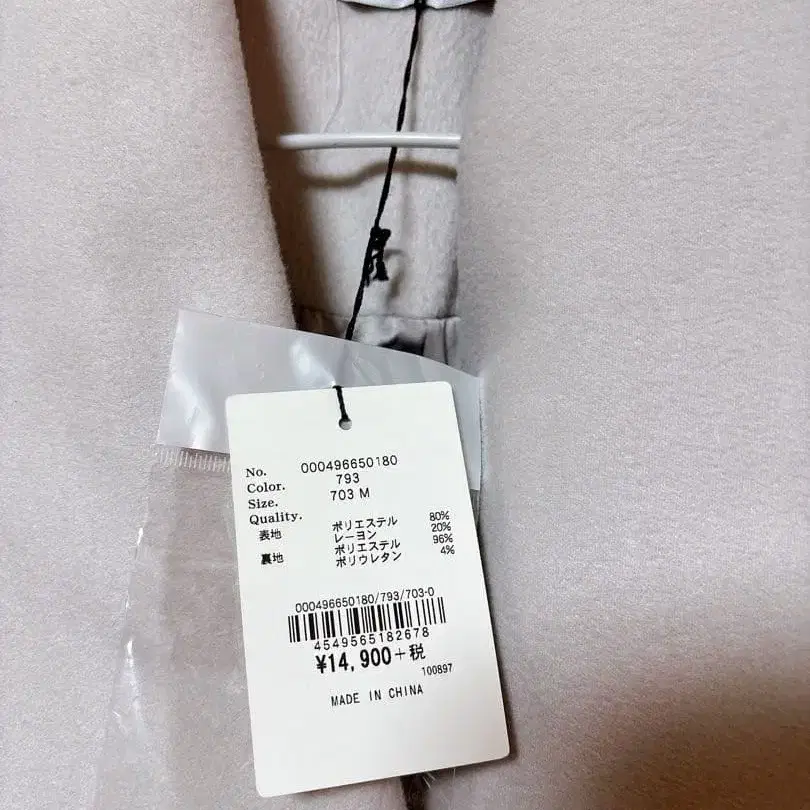 No. 000496650180
Color. 793
Size. 703 M
Quality.
表地 ポリエステル 80%
レーヨン 20%
裏地 ポリエステル 96%
ポリウレタン 4%
000496650180/793/703-0
4549565182678
¥14,900+税
100897
MADE IN CHINA